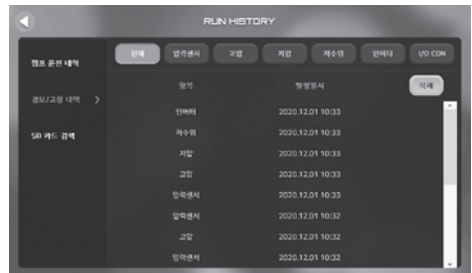 RUN HISTORY
펌프 운전 내역
경보/고장 내역 >
SD 카드 검색
전체 압력센서 고압 저압 저수위 인버터 I/O CON
항목 발생일시 삭제
인버터 2020.12.01 10:33
저수위 2020.12.01 10:33
저압 2020.12.01 10:33
고압 2020.12.01 10:33
압력센서 2020.12.01 10:33
압력센서 2020.12.01 10:32
고압 2020.12.01 10:32
압력센서 2020.12.01 10:32